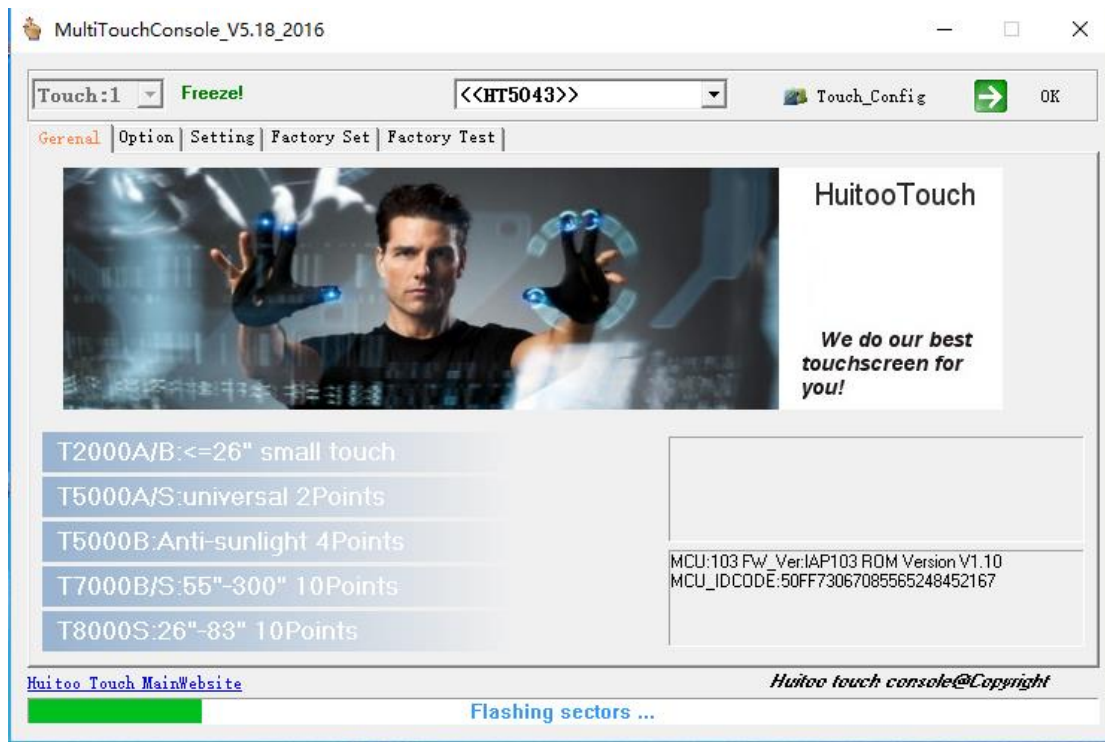 MultiTouchConsole_V5.18_2016
Touch:1 Freeze! <<HT5043>> Touch_Config OK
Gerenal Option Setting Factory Set Factory Test
HuitooTouch
We do our best
touchscreen for
you!
T2000A/B:<=26" small touch
T5000A/S:universal 2Points
T5000B:Anti-sunlight 4Points
T7000B/S:55"-300" 10Points
T8000S:26"-83" 10Points
MCU:103 FW_Ver:IAP103 ROM Version V1.10
MCU_IDCODE:50FF73067085565248452167
Huitoo Touch MainWebsite
Huitoo touch console@Copyright
Flashing sectors ...